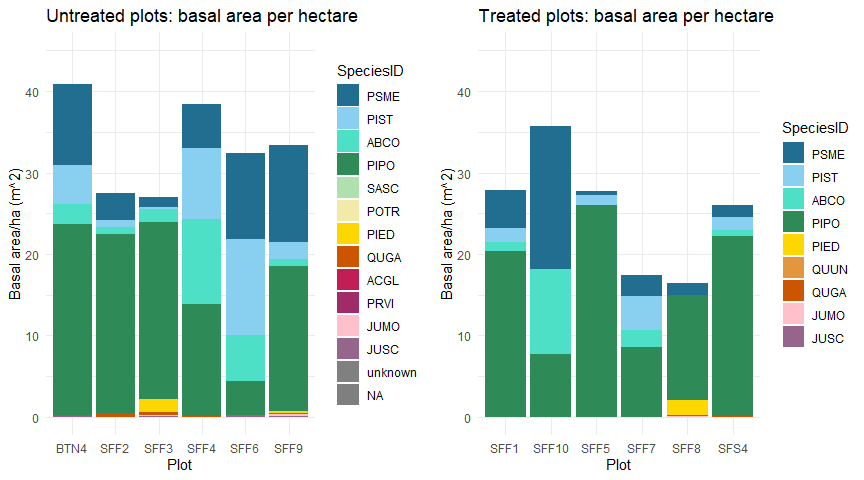 Untreated plots: basal area per hectare
Basal area/ha (m^2)
40
30
20
10
0
BTN4 SFF2 SFF3 SFF4 SFF6 SFF9
Plot
SpeciesID
PSME
PIST
ABCO
PIPO
SASC
POTR
PIED
QUGA
ACGL
PRVI
JUMO
JUSC
unknown
NA
Treated plots: basal area per hectare
Basal area/ha (m^2)
40
30
20
10
0
SFF1 SFF10 SFF5 SFF7 SFF8 SFS4
Plot
SpeciesID
PSME
PIST
ABCO
PIPO
PIED
QUUN
QUGA
JUMO
JUSC